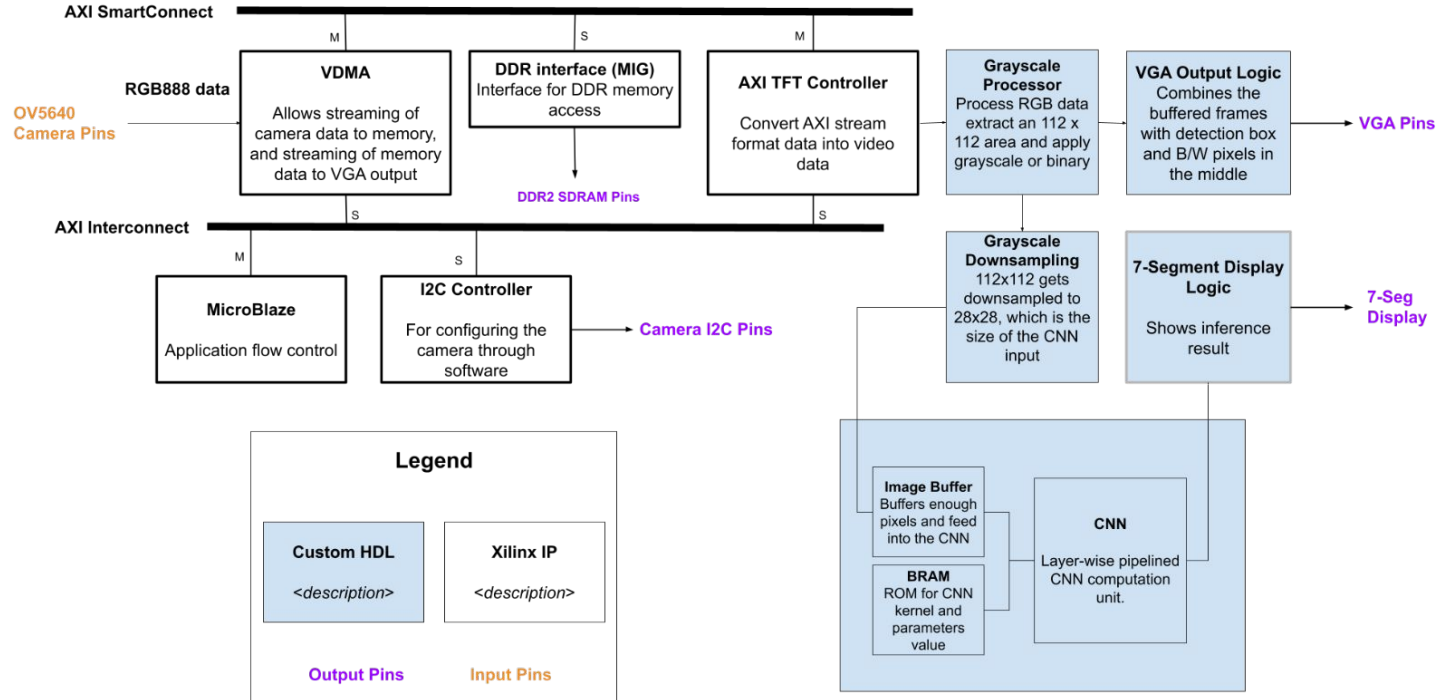 AXI SmartConnect
M
S
M
OV5640
Camera Pins
RGB888 data
VDMA
Allows streaming of
camera data to memory,
and streaming of memory
data to VGA output
DDR interface (MIG)
Interface for DDR memory
access
DDR2 SDRAM Pins
AXI TFT Controller
Convert AXI stream
format data into video
data
Grayscale
Processor
Process RGB data
extract an 112 x
112 area and apply
grayscale or binary
VGA Output Logic
Combines the
buffered frames
with detection box
and B/W pixels in
the middle
VGA Pins
S
S
AXI Interconnect
M
S
MicroBlaze
Application flow control
I2C Controller
For configuring the
camera through
software
Camera I2C Pins
Grayscale
Downsampling
112x112 gets
downsampled to
28x28, which is the
size of the CNN
input
7-Segment Display
Logic
Shows inference
result
7-Seg
Display
Legend
Custom HDL
<description>
Xilinx IP
<description>
Output Pins
Input Pins
Image Buffer
Buffers enough
pixels and feed
into the CNN
BRAM
ROM for CNN
kernel and
parameters
value
CNN
Layer-wise pipelined
CNN computation
unit.